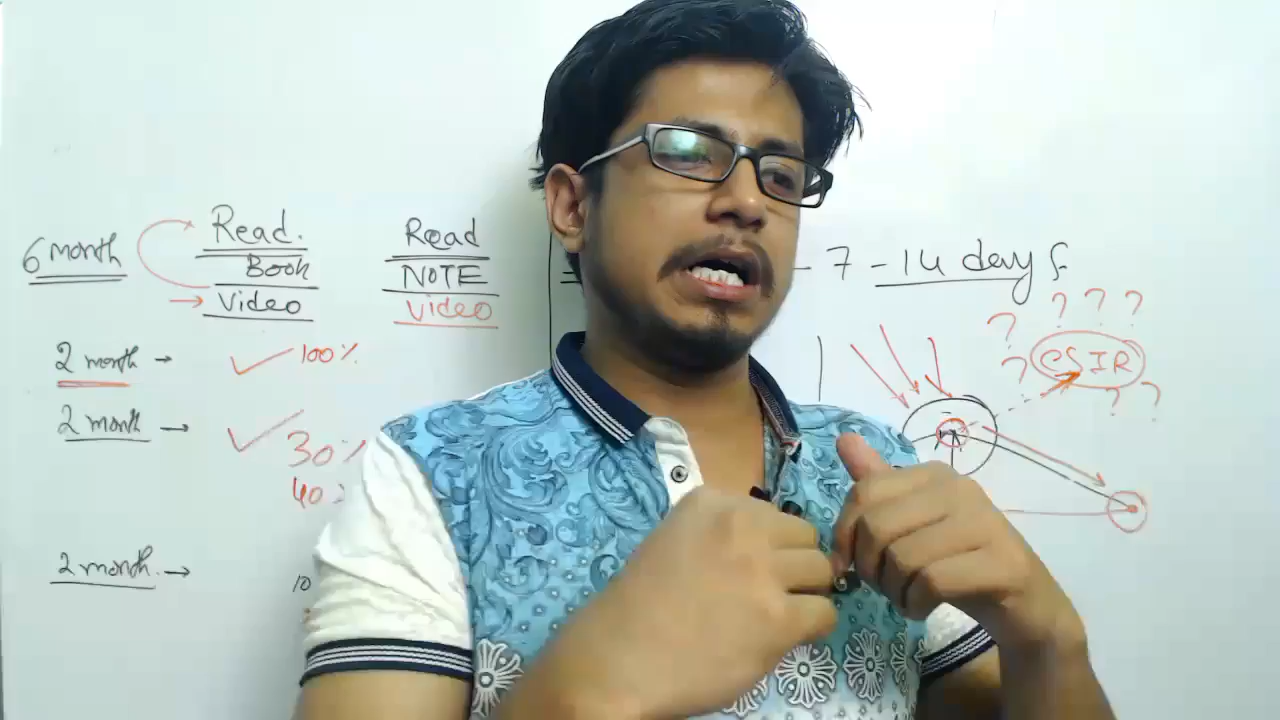 6 month
Read.
Book
Video
Read
NOTE
Video
- 7 - 14 days
2 month → ✓ 100%
2 month → ✓ 30%
40
2 month. → 10
? ? ? ?
? CSIR
? ?